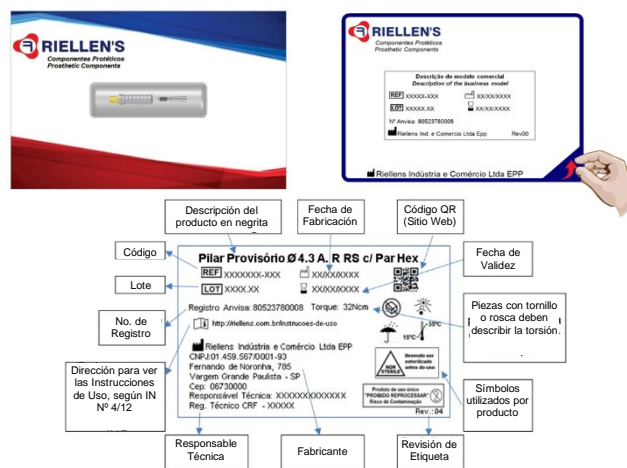 RIELLEN'S
Componentes Protéticos
Prosthetic Components
RIELLEN'S
Componentes Protéticos
Prosthetic Components
Descrição do modelo comercial
Description of the business model
REF XXXXX-XXX XX/XX/XXXX
LOT XXXXX.XX XX/XX/XXXX
Nº Anvisa: 80523780008
Riellens Ind. e Comercio Ltda Epp Rev00
Riellens Indústria e Comércio Ltda EPP
Descripción del
producto en negrita
Fecha de
Fabricación
Código QR
(Sitio Web)
Código
Lote
No. de
Registro
Dirección para ver
las Instrucciones
de Uso, según IN
Nº 4/12
Pilar Provisório Ø 4.3 A. R RS c/ Par Hex
REF XXXXXXX-XXX XX/XX/XXXX
LOT XXXX.XX XX/XX/XXXX
Registro Anvisa: 80523780008 Torque: 32Ncm
http://riellens.com.br/instrucoes-de-uso
15°C 35°C
Riellens Indústria e Comércio Ltda EPP
CNPJ:01.459.567/0001-93
Fernando de Noronha, 785
Vargem Grande Paulista - SP
Cep: 06730000
Responsável Técnica: XXXXXXXXXXXXX
Reg. Técnico CRF - XXXXX
NON
STERILE
Devendo ser
esterilizado
antes do uso
Produto de uso único
"PROIBIDO REPROCESSAR"
Risco de Contaminação
Rev.:04
Fecha de
Validez
Piezas con tornillo
o rosca deben
describir la torsión.
Símbolos
utilizados por
producto
Responsable
Técnica
Fabricante
Revisión de
Etiqueta